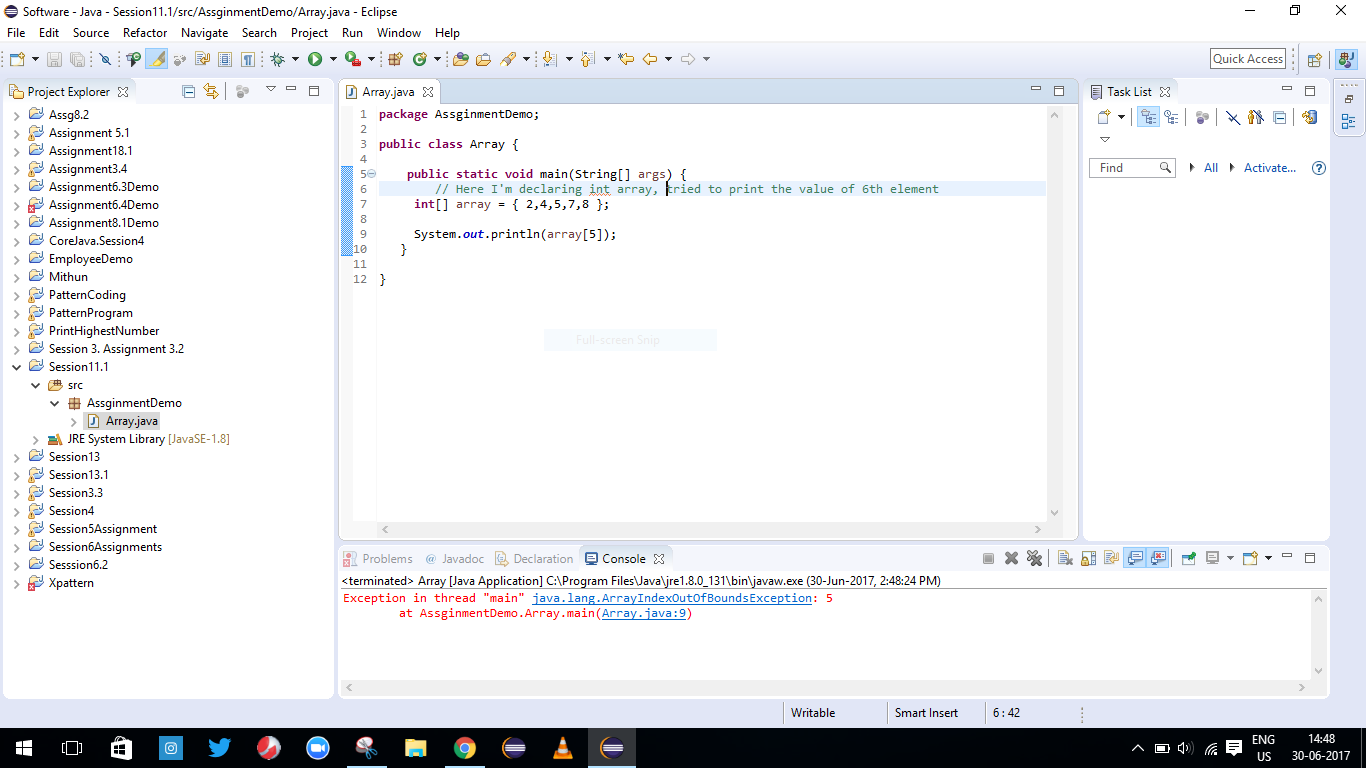 Software - Java - Session11.1/src/AssginmentDemo/Array.java - Eclipse
File Edit Source Refactor Navigate Search Project Run Window Help
Quick Access
Project Explorer
Assg8.2
Assignment 5.1
Assignment18.1
Assignment3.4
Assignment6.3Demo
Assignment6.4Demo
Assignment8.1Demo
CoreJava.Session4
EmployeeDemo
Mithun
PatternCoding
PatternProgram
PrintHighestNumber
Session 3. Assignment 3.2
Session11.1
src
AssginmentDemo
Array.java
JRE System Library [JavaSE-1.8]
Session13
Session13.1
Session3.3
Session4
Session5Assignment
Session6Assignments
Sesssion6.2
Xpattern
Array.java
1 package AssginmentDemo;
2
3 public class Array {
4
5 public static void main(String[] args) {
6 // Here I'm declaring int array, tried to print the value of 6th element
7 int[] array = { 2,4,5,7,8 };
8
9 System.out.println(array[5]);
10 }
11
12 }
Full-screen Snip
Task List
Find All Activate...
Problems @ Javadoc Declaration Console
<terminated> Array [Java Application] C:\Program Files\Java\jre1.8.0_131\bin\javaw.exe (30-Jun-2017, 2:48:24 PM)
Exception in thread "main" java.lang.ArrayIndexOutOfBoundsException: 5
at AssginmentDemo.Array.main(Array.java:9)
Writable Smart Insert 6 : 42
ENG
US
14:48
30-06-2017